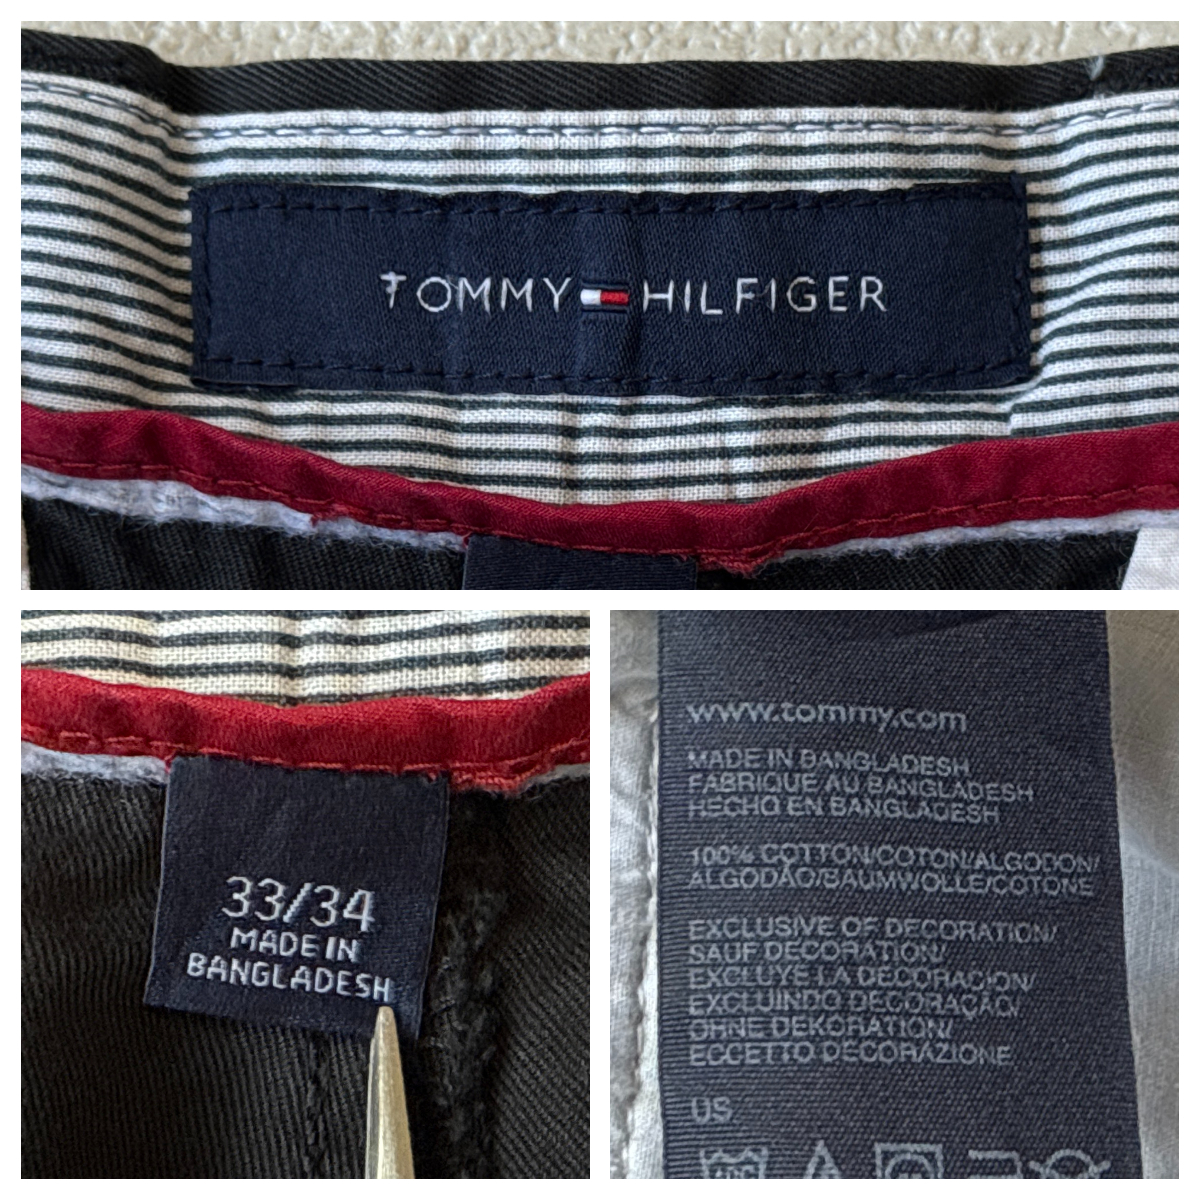 TOMMY HILFIGER
33/34
MADE IN
BANGLADESH
www.tommy.com
MADE IN BANGLADESH
FABRIQUE AU BANGLADESH
HECHO EN BANGLADESH
100% COTTON/COTON/ALGODON/
ALGODÃO/BAUMWOLLE/COTONE
EXCLUSIVE OF DECORATION/
SAUF DECORATION/
EXCLUYE LA DECORACION/
EXCLUINDO DECORAÇÃO/
OHNE DEKORATION/
ECCETTO DECORAZIONE
US